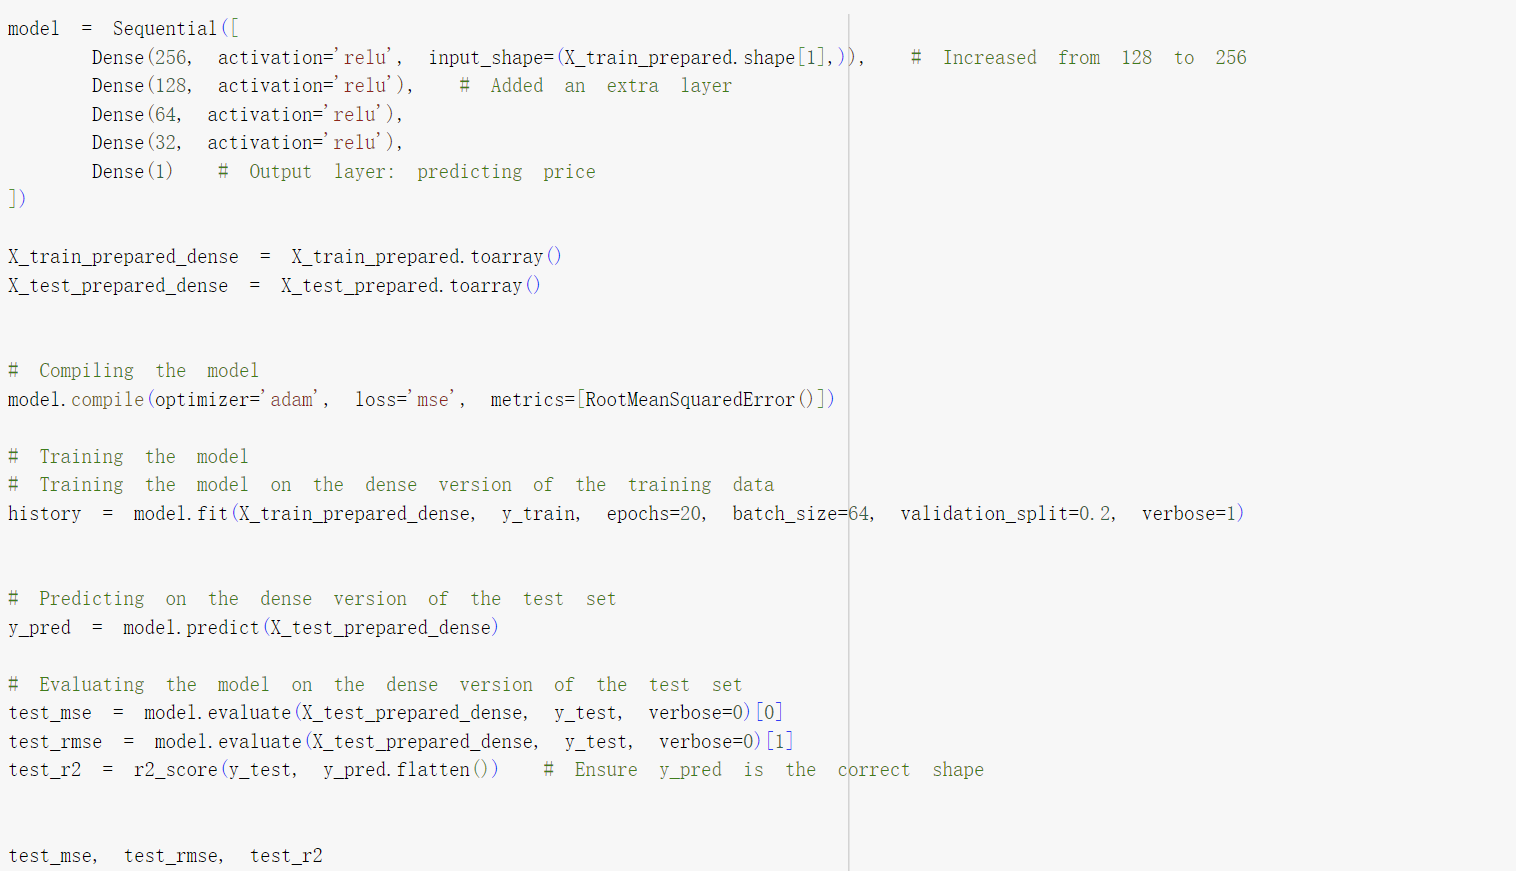 model = Sequential([
Dense(256, activation='relu', input_shape=(X_train_prepared.shape[1],)), # Increased from 128 to 256
Dense(128, activation='relu'), # Added an extra layer
Dense(64, activation='relu'),
Dense(32, activation='relu'),
Dense(1) # Output layer: predicting price
])
X_train_prepared_dense = X_train_prepared.toarray()
X_test_prepared_dense = X_test_prepared.toarray()
# Compiling the model
model.compile(optimizer='adam', loss='mse', metrics=[RootMeanSquaredError()])
# Training the model
# Training the model on the dense version of the training data
history = model.fit(X_train_prepared_dense, y_train, epochs=20, batch_size=64, validation_split=0.2, verbose=1)
# Predicting on the dense version of the test set
y_pred = model.predict(X_test_prepared_dense)
# Evaluating the model on the dense version of the test set
test_mse = model.evaluate(X_test_prepared_dense, y_test, verbose=0)[0]
test_rmse = model.evaluate(X_test_prepared_dense, y_test, verbose=0)[1]
test_r2 = r2_score(y_test, y_pred.flatten()) # Ensure y_pred is the correct shape
test_mse, test_rmse, test_r2